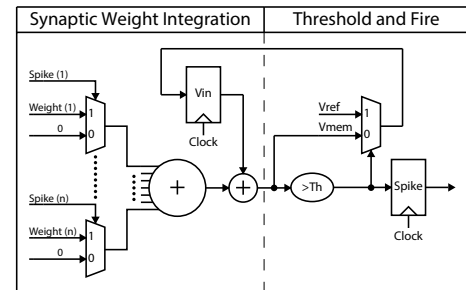 Synaptic Weight Integration
Threshold and Fire
Spike (1)
Weight (1)
1
0
0
Vin
Clock
+
+
Spike (n)
Weight (n)
1
0
0
Vref
1
Vmem
0
>Th
Spike
Clock